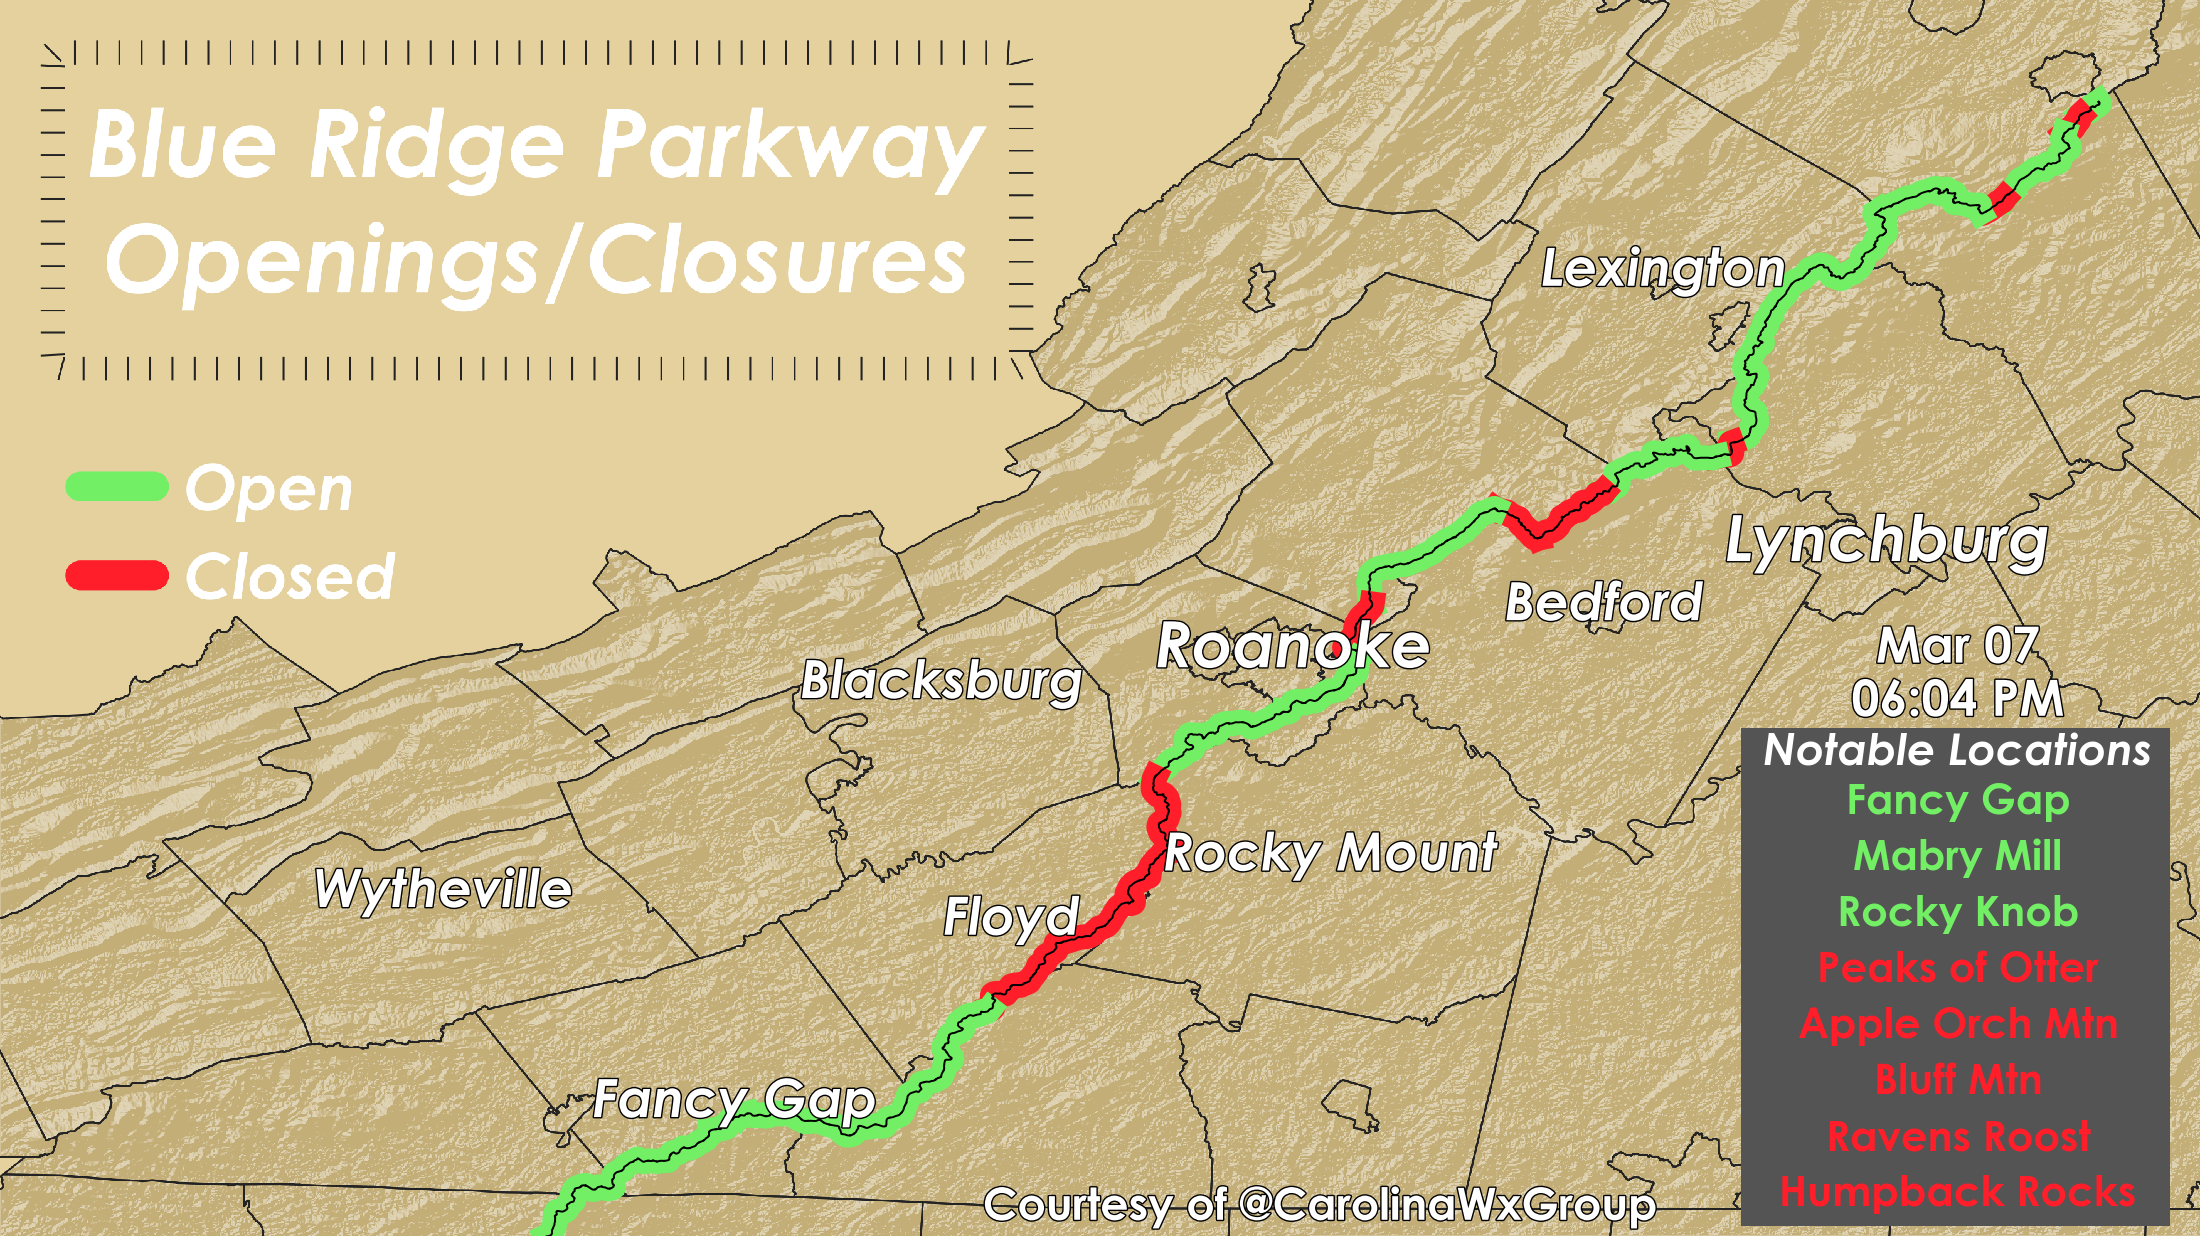 Blue Ridge Parkway
Openings/Closures
Open
Closed
Lexington
Lynchburg
Bedford
Roanoke
Blacksburg
Mar 07
06:04 PM
Rocky Mount
Wytheville
Floyd
Fancy Gap
Notable Locations
Fancy Gap
Mabry Mill
Rocky Knob
Peaks of Otter
Apple Orch Mtn
Bluff Mtn
Ravens Roost
Humpback Rocks
Courtesy of @CarolinaWxGroup